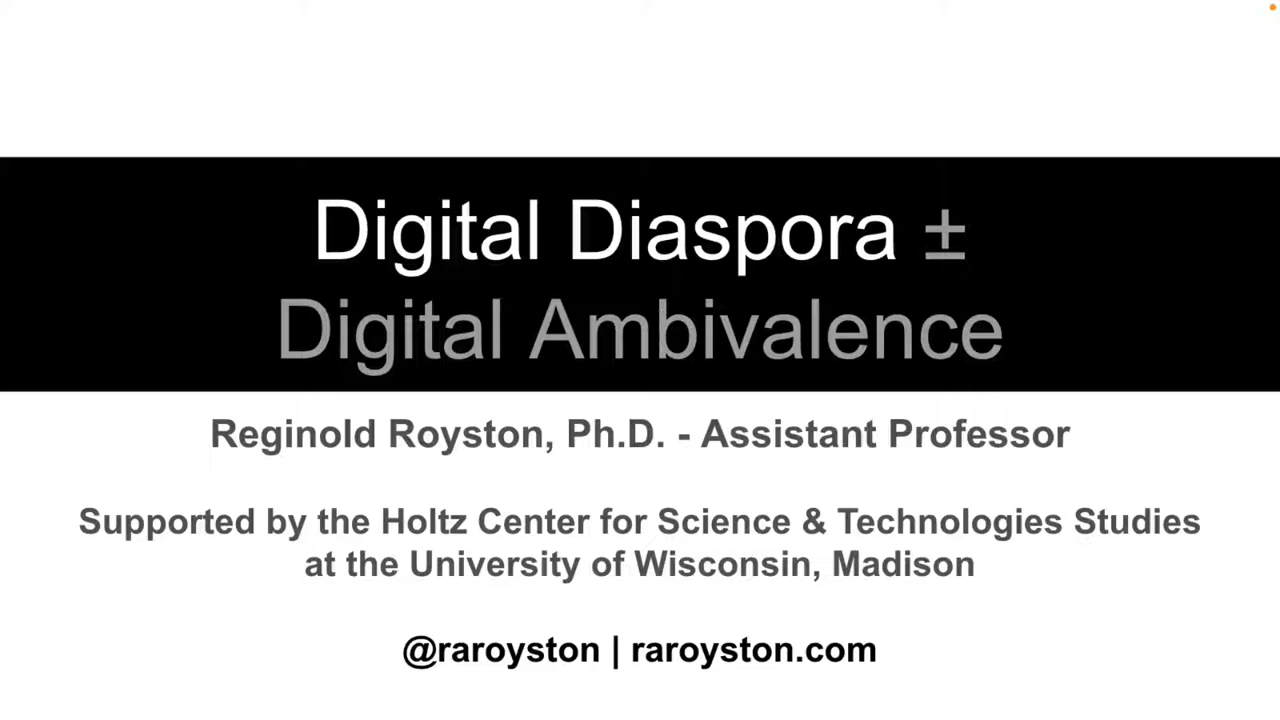 Digital Diaspora ±
Digital Ambivalence
Reginold Royston, Ph.D. - Assistant Professor
Supported by the Holtz Center for Science & Technologies Studies
at the University of Wisconsin, Madison
@raroyston | raroyston.com